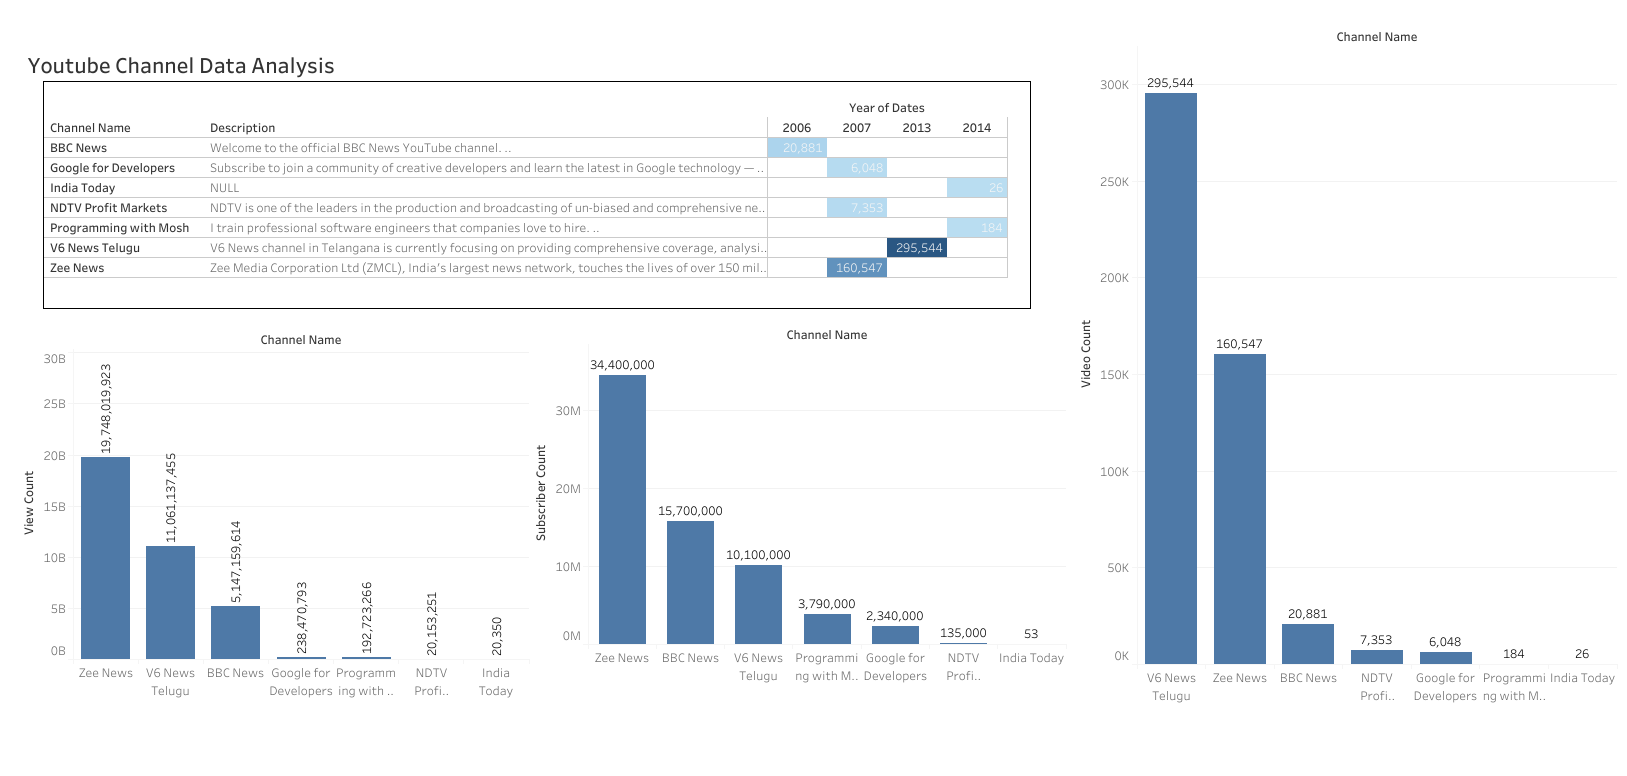 Youtube Channel Data Analysis
Year of Dates
Channel Name Description 2006 2007 2013 2014
BBC News Welcome to the official BBC News YouTube channel. .. 20,881
Google for Developers Subscribe to join a community of creative developers and learn the latest in Google technology — .. 6,048
India Today NULL 26
NDTV Profit Markets NDTV is one of the leaders in the production and broadcasting of un-biased and comprehensive ne.. 7,353
Programming with Mosh I train professional software engineers that companies love to hire. .. 184
V6 News Telugu V6 News channel in Telangana is currently focusing on providing comprehensive coverage, analysi.. 295,544
Zee News Zee Media Corporation Ltd (ZMCL), India's largest news network, touches the lives of over 150 mil.. 160,547
Channel Name
View Count
30B
25B
20B
15B
10B
5B
0B
19,748,019,923
11,061,137,455
5,147,159,614
238,470,793
192,723,266
20,153,251
20,350
Zee News V6 News BBC News Google for Programm NDTV India
Telugu Developers ing with .. Profi.. Today
Channel Name
Subscriber Count
30M
20M
10M
0M
34,400,000
15,700,000
10,100,000
3,790,000
2,340,000
135,000
53
Zee News BBC News V6 News Programmi Google for NDTV India Today
Telugu ng with M.. Developers Profi..
Channel Name
Video Count
300K
250K
200K
150K
100K
50K
0K
295,544
160,547
20,881
7,353
6,048
184
26
V6 News Zee News BBC News NDTV Google for Programmi India Today
Telugu Profi.. Developers ng with M..